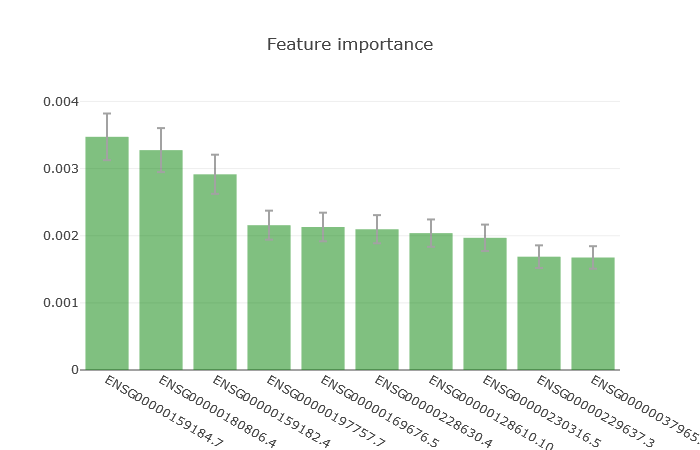 Feature importance
0.004
0.003
0.002
0.001
0
ENSG00000159184.7
ENSG00000180806.4
ENSG00000159182.4
ENSG00000197757.7
ENSG00000169676.5
ENSG00000228630.4
ENSG00000128610.10
ENSG00000230316.5
ENSG00000229637.3
ENSG00000037965.